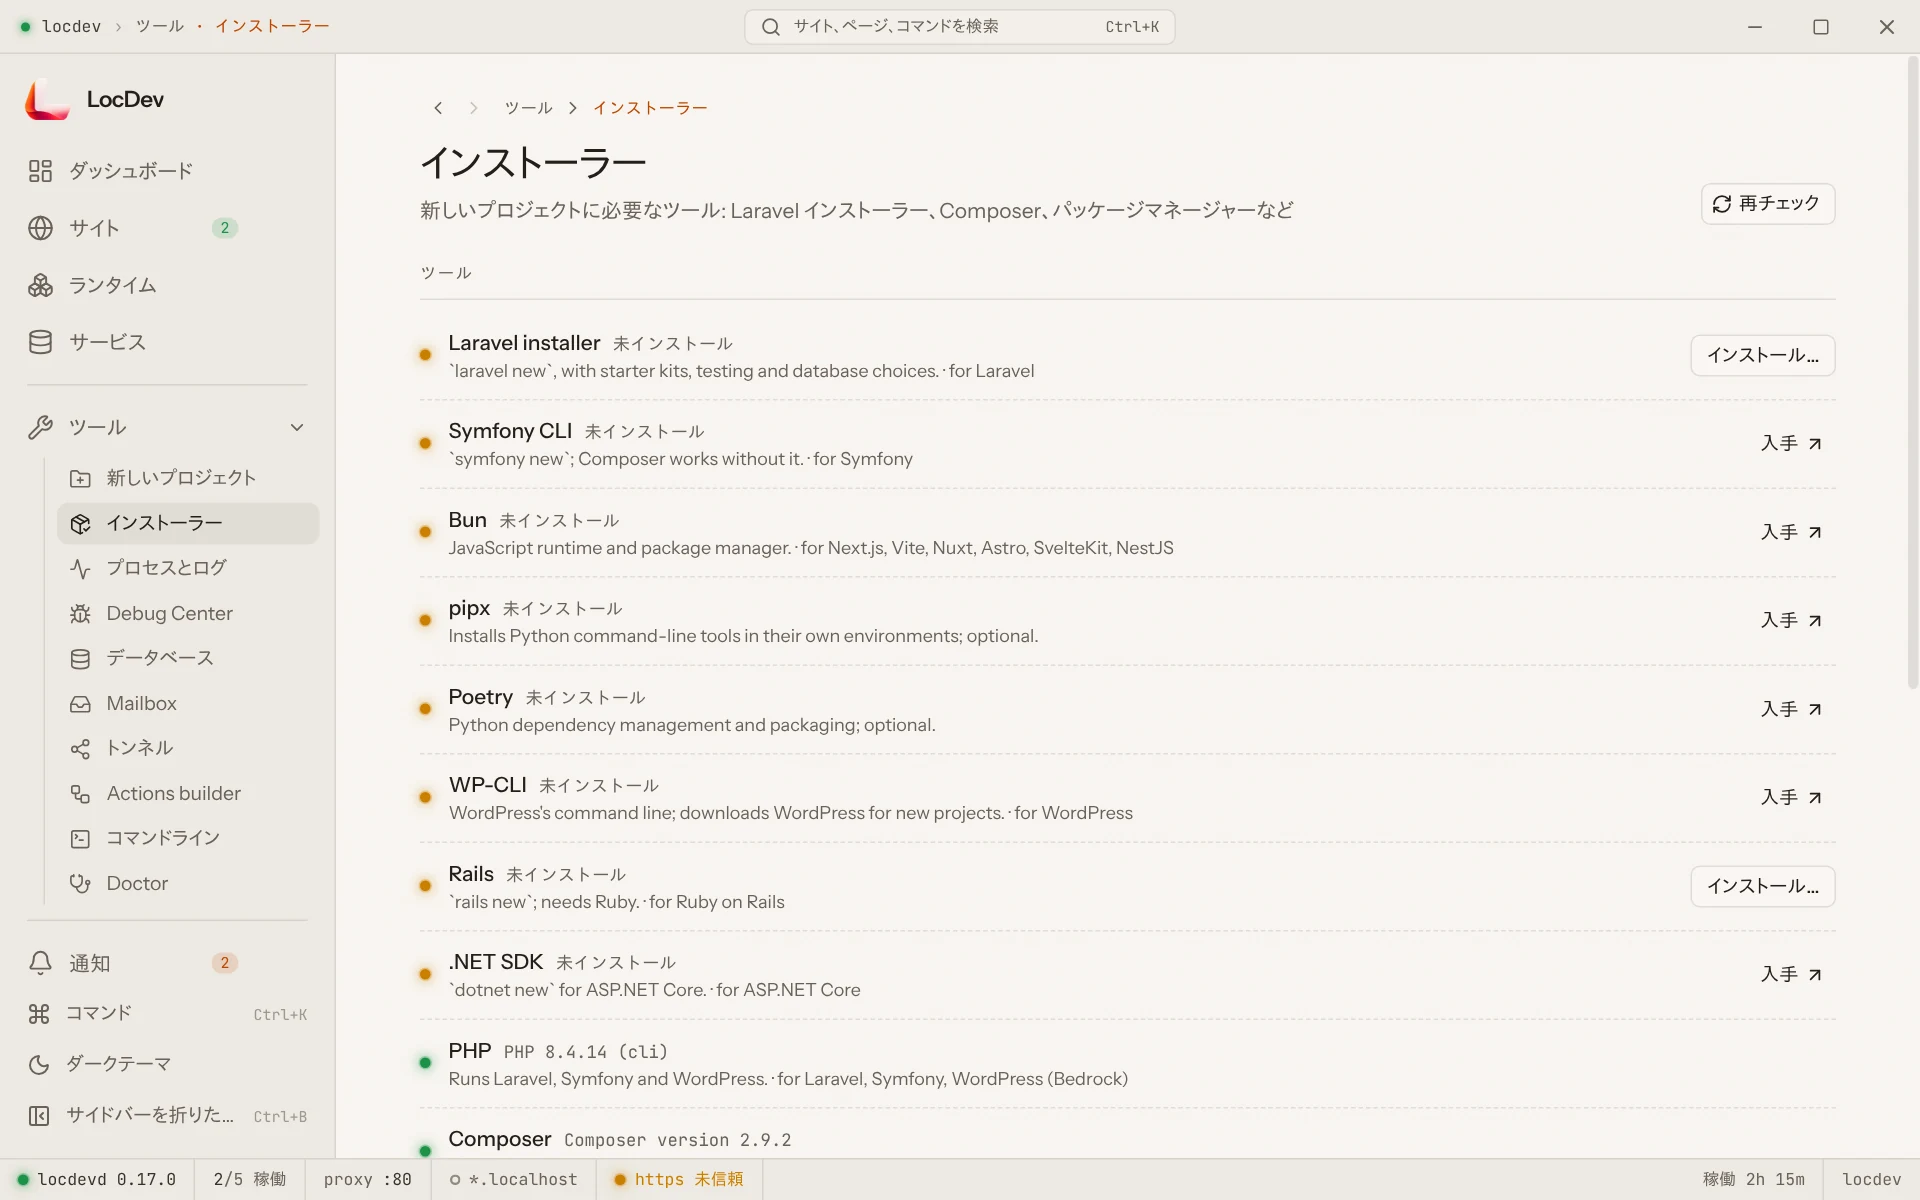 locdev › ツール · インストーラー
サイト、ページ、コマンドを検索 Ctrl+K
LocDev
ダッシュボード
サイト 2
ランタイム
サービス
ツール
新しいプロジェクト
インストーラー
プロセスとログ
Debug Center
データベース
Mailbox
トンネル
Actions builder
コマンドライン
Doctor
通知 2
コマンド Ctrl+K
ダークテーマ
サイドバーを折りた… Ctrl+B
ツール > インストーラー
インストーラー
新しいプロジェクトに必要なツール: Laravel インストーラー、Composer、パッケージマネージャーなど
再チェック
ツール
Laravel installer 未インストール
`laravel new`, with starter kits, testing and database choices. · for Laravel
インストール…
Symfony CLI 未インストール
`symfony new`; Composer works without it. · for Symfony
入手
Bun 未インストール
JavaScript runtime and package manager. · for Next.js, Vite, Nuxt, Astro, SvelteKit, NestJS
入手
pipx 未インストール
Installs Python command-line tools in their own environments; optional.
入手
Poetry 未インストール
Python dependency management and packaging; optional.
入手
WP-CLI 未インストール
WordPress's command line; downloads WordPress for new projects. · for WordPress
入手
Rails 未インストール
`rails new`; needs Ruby. · for Ruby on Rails
インストール…
.NET SDK 未インストール
`dotnet new` for ASP.NET Core. · for ASP.NET Core
入手
PHP PHP 8.4.14 (cli)
Runs Laravel, Symfony and WordPress. · for Laravel, Symfony, WordPress (Bedrock)
Composer Composer version 2.9.2
locdevd 0.17.0 2/5 稼働 proxy :80 *.localhost https 未信頼 稼働 2h 15m locdev